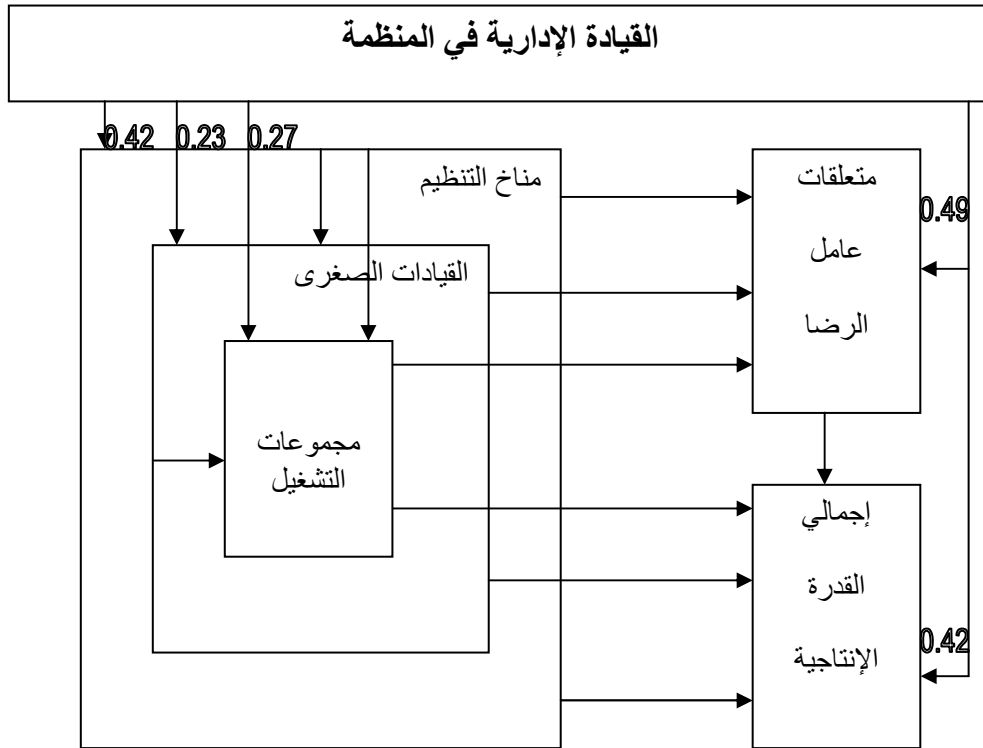 القيادة الإدارية في المنظمة
0.42
0.23
0.27
مناخ التنظيم
القيادات الصغرى
مجموعات
التشغيل
متعلقات
عامل
الرضا
0.49
إجمالي
القدرة
الإنتاجية
0.42